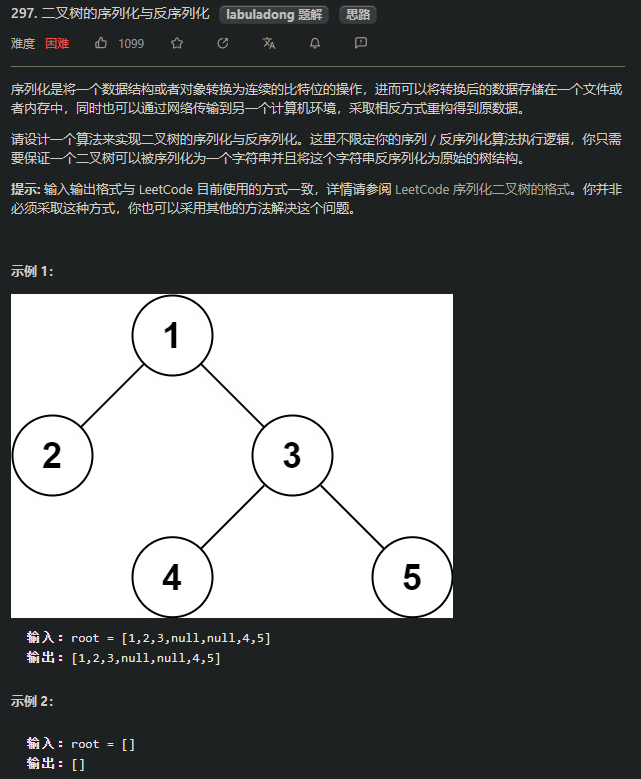 297. 二叉树的序列化与反序列化 labuladong 题解 思路
难度 困难 1099
序列化是将一个数据结构或者对象转换为连续的比特位的操作，进而可以将转换后的数据存储在一个文件或
者内存中，同时也可以通过网络传输到另一个计算机环境，采取相反方式重构得到原数据。
请设计一个算法来实现二叉树的序列化与反序列化。这里不限定你的序列 / 反序列化算法执行逻辑，你只需
要保证一个二叉树可以被序列化为一个字符串并且将这个字符串反序列化为原始的树结构。
提示: 输入输出格式与 LeetCode 目前使用的方式一致，详情请参阅 LeetCode 序列化二叉树的格式。你并非
必须采取这种方式，你也可以采用其他的方法解决这个问题。
示例 1：
1
2 3
4 5
输入：root = [1,2,3,null,null,4,5]
输出：[1,2,3,null,null,4,5]
示例 2：
输入：root = []
输出：[]